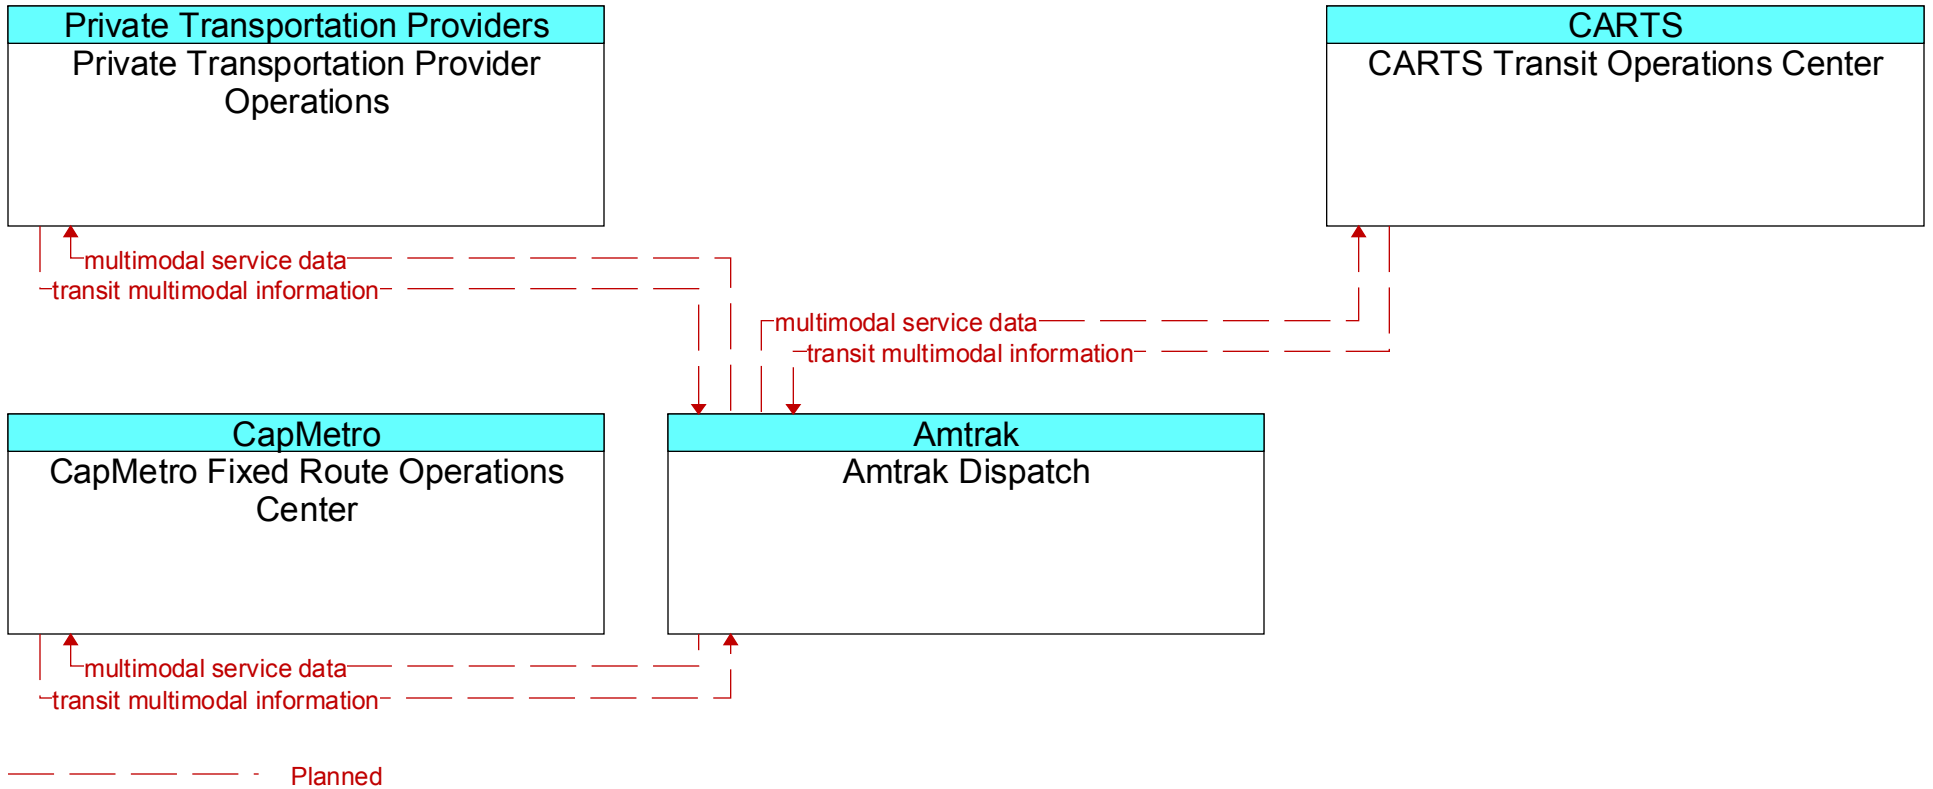 Private Transportation Providers
Private Transportation Provider
Operations
CARTS
CARTS Transit Operations Center
multimodal service data
transit multimodal information
multimodal service data
transit multimodal information
CapMetro
CapMetro Fixed Route Operations
Center
Amtrak
Amtrak Dispatch
multimodal service data
transit multimodal information
Planned